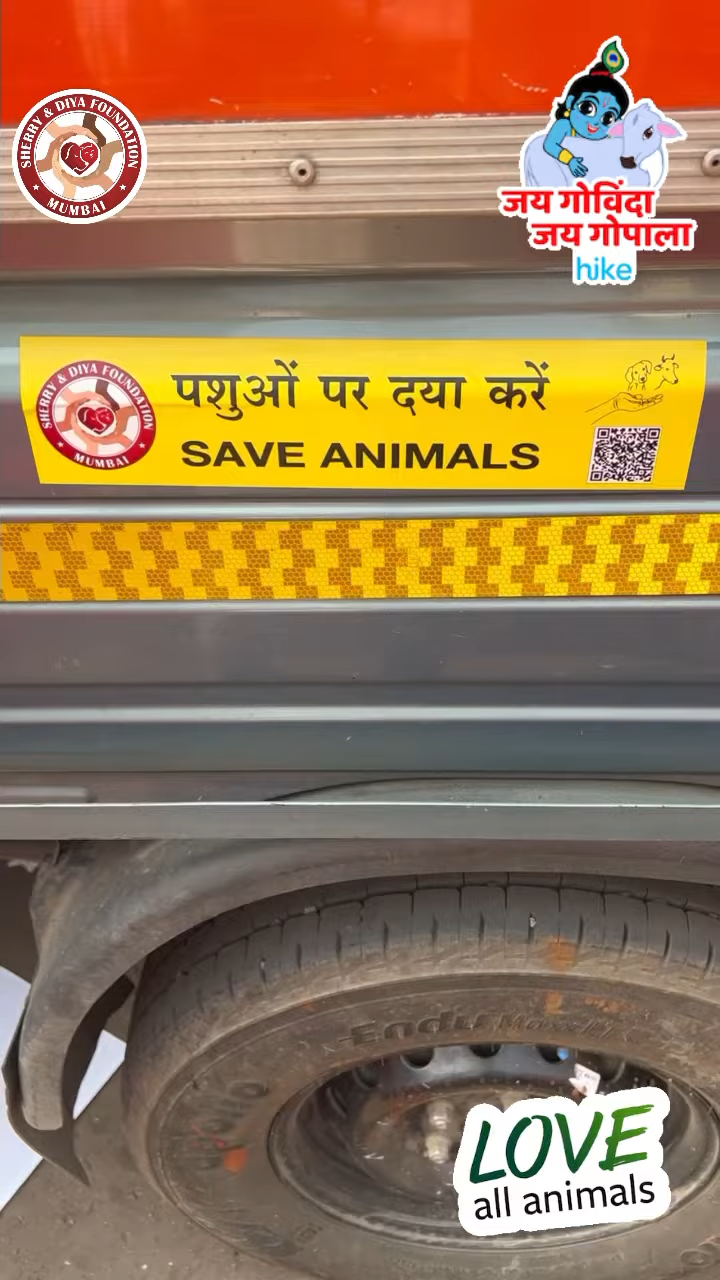 SHERRY & DIYA FOUNDATION
MUMBAI
जय गोविंदा
जय गोपाला
hike
SHERRY & DIYA FOUNDATION
MUMBAI
पशुओं पर दया करें
SAVE ANIMALS
apollo
LOVE
all animals